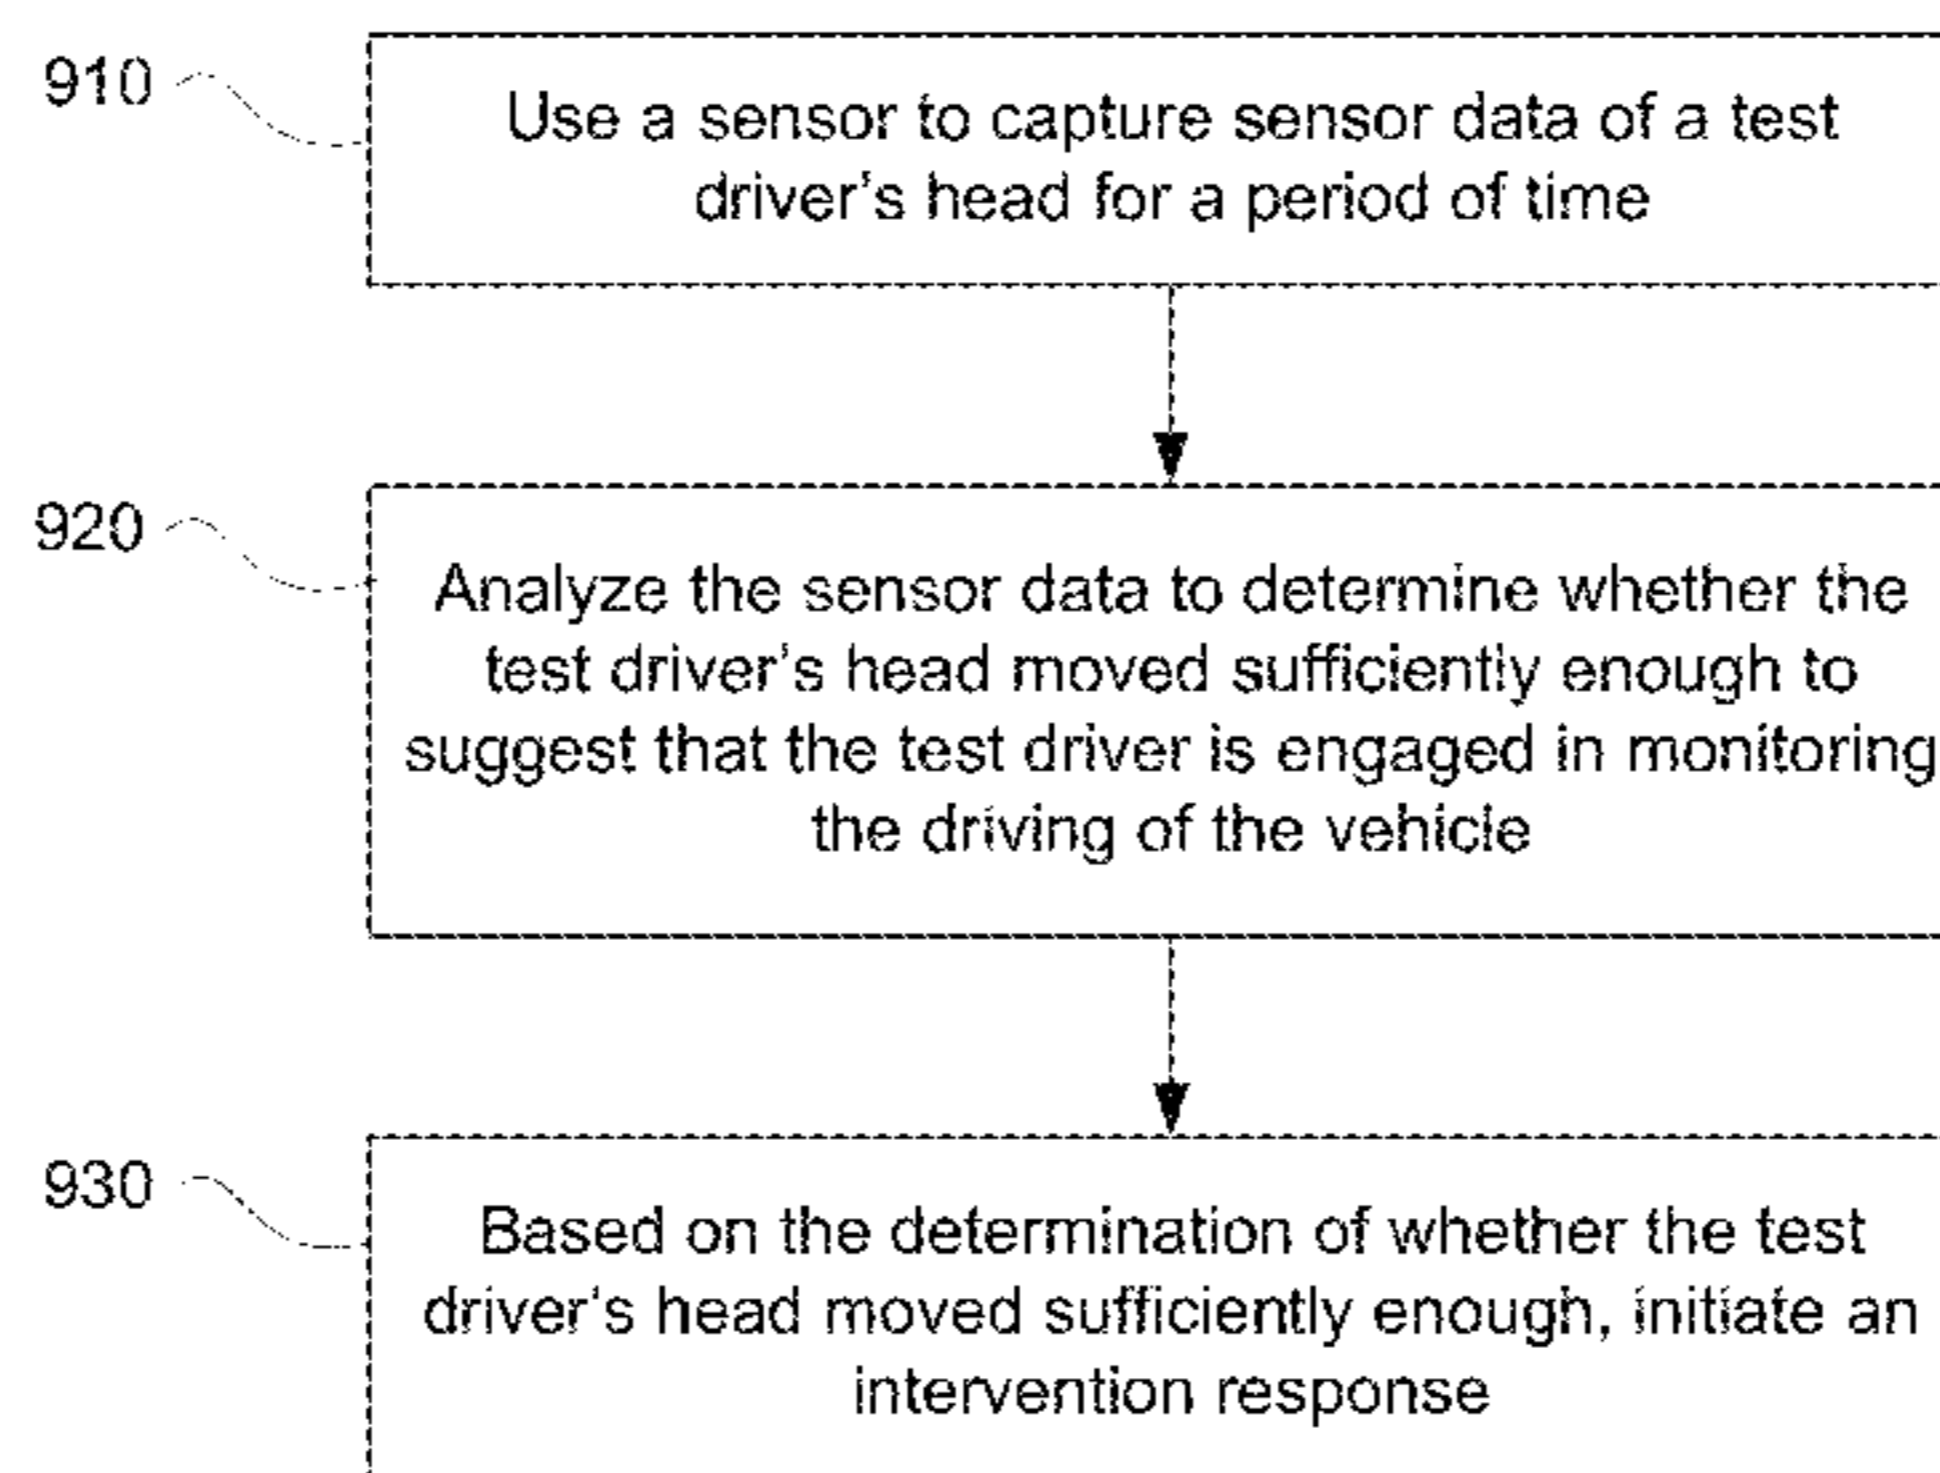 910
Use a sensor to capture sensor data of a test
driver's head for a period of time
920
Analyze the sensor data to determine whether the
test driver's head moved sufficiently enough to
suggest that the test driver is engaged in monitoring
the driving of the vehicle
930
Based on the determination of whether the test
driver's head moved sufficiently enough, initiate an
intervention response